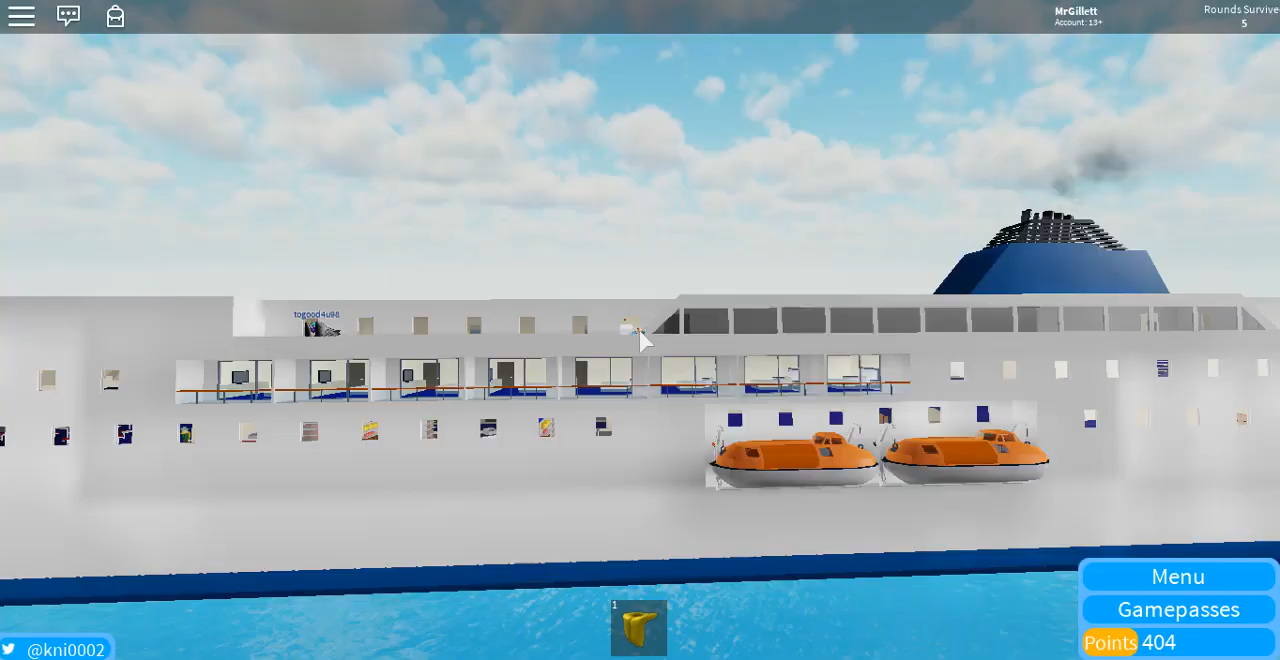 MrGillett
Account: 13+
Rounds Survive
5
togood4u98
1
Menu
Gamepasses
Points 404
@kni0002